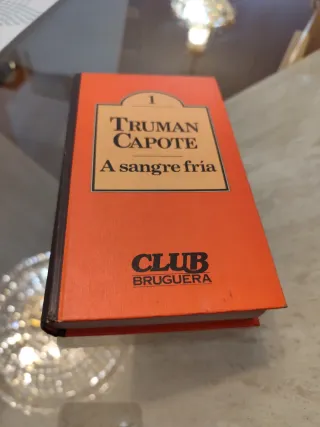 1
TRUMAN
CAPOTE
A sangre fría
CLUB
BRUGUERA